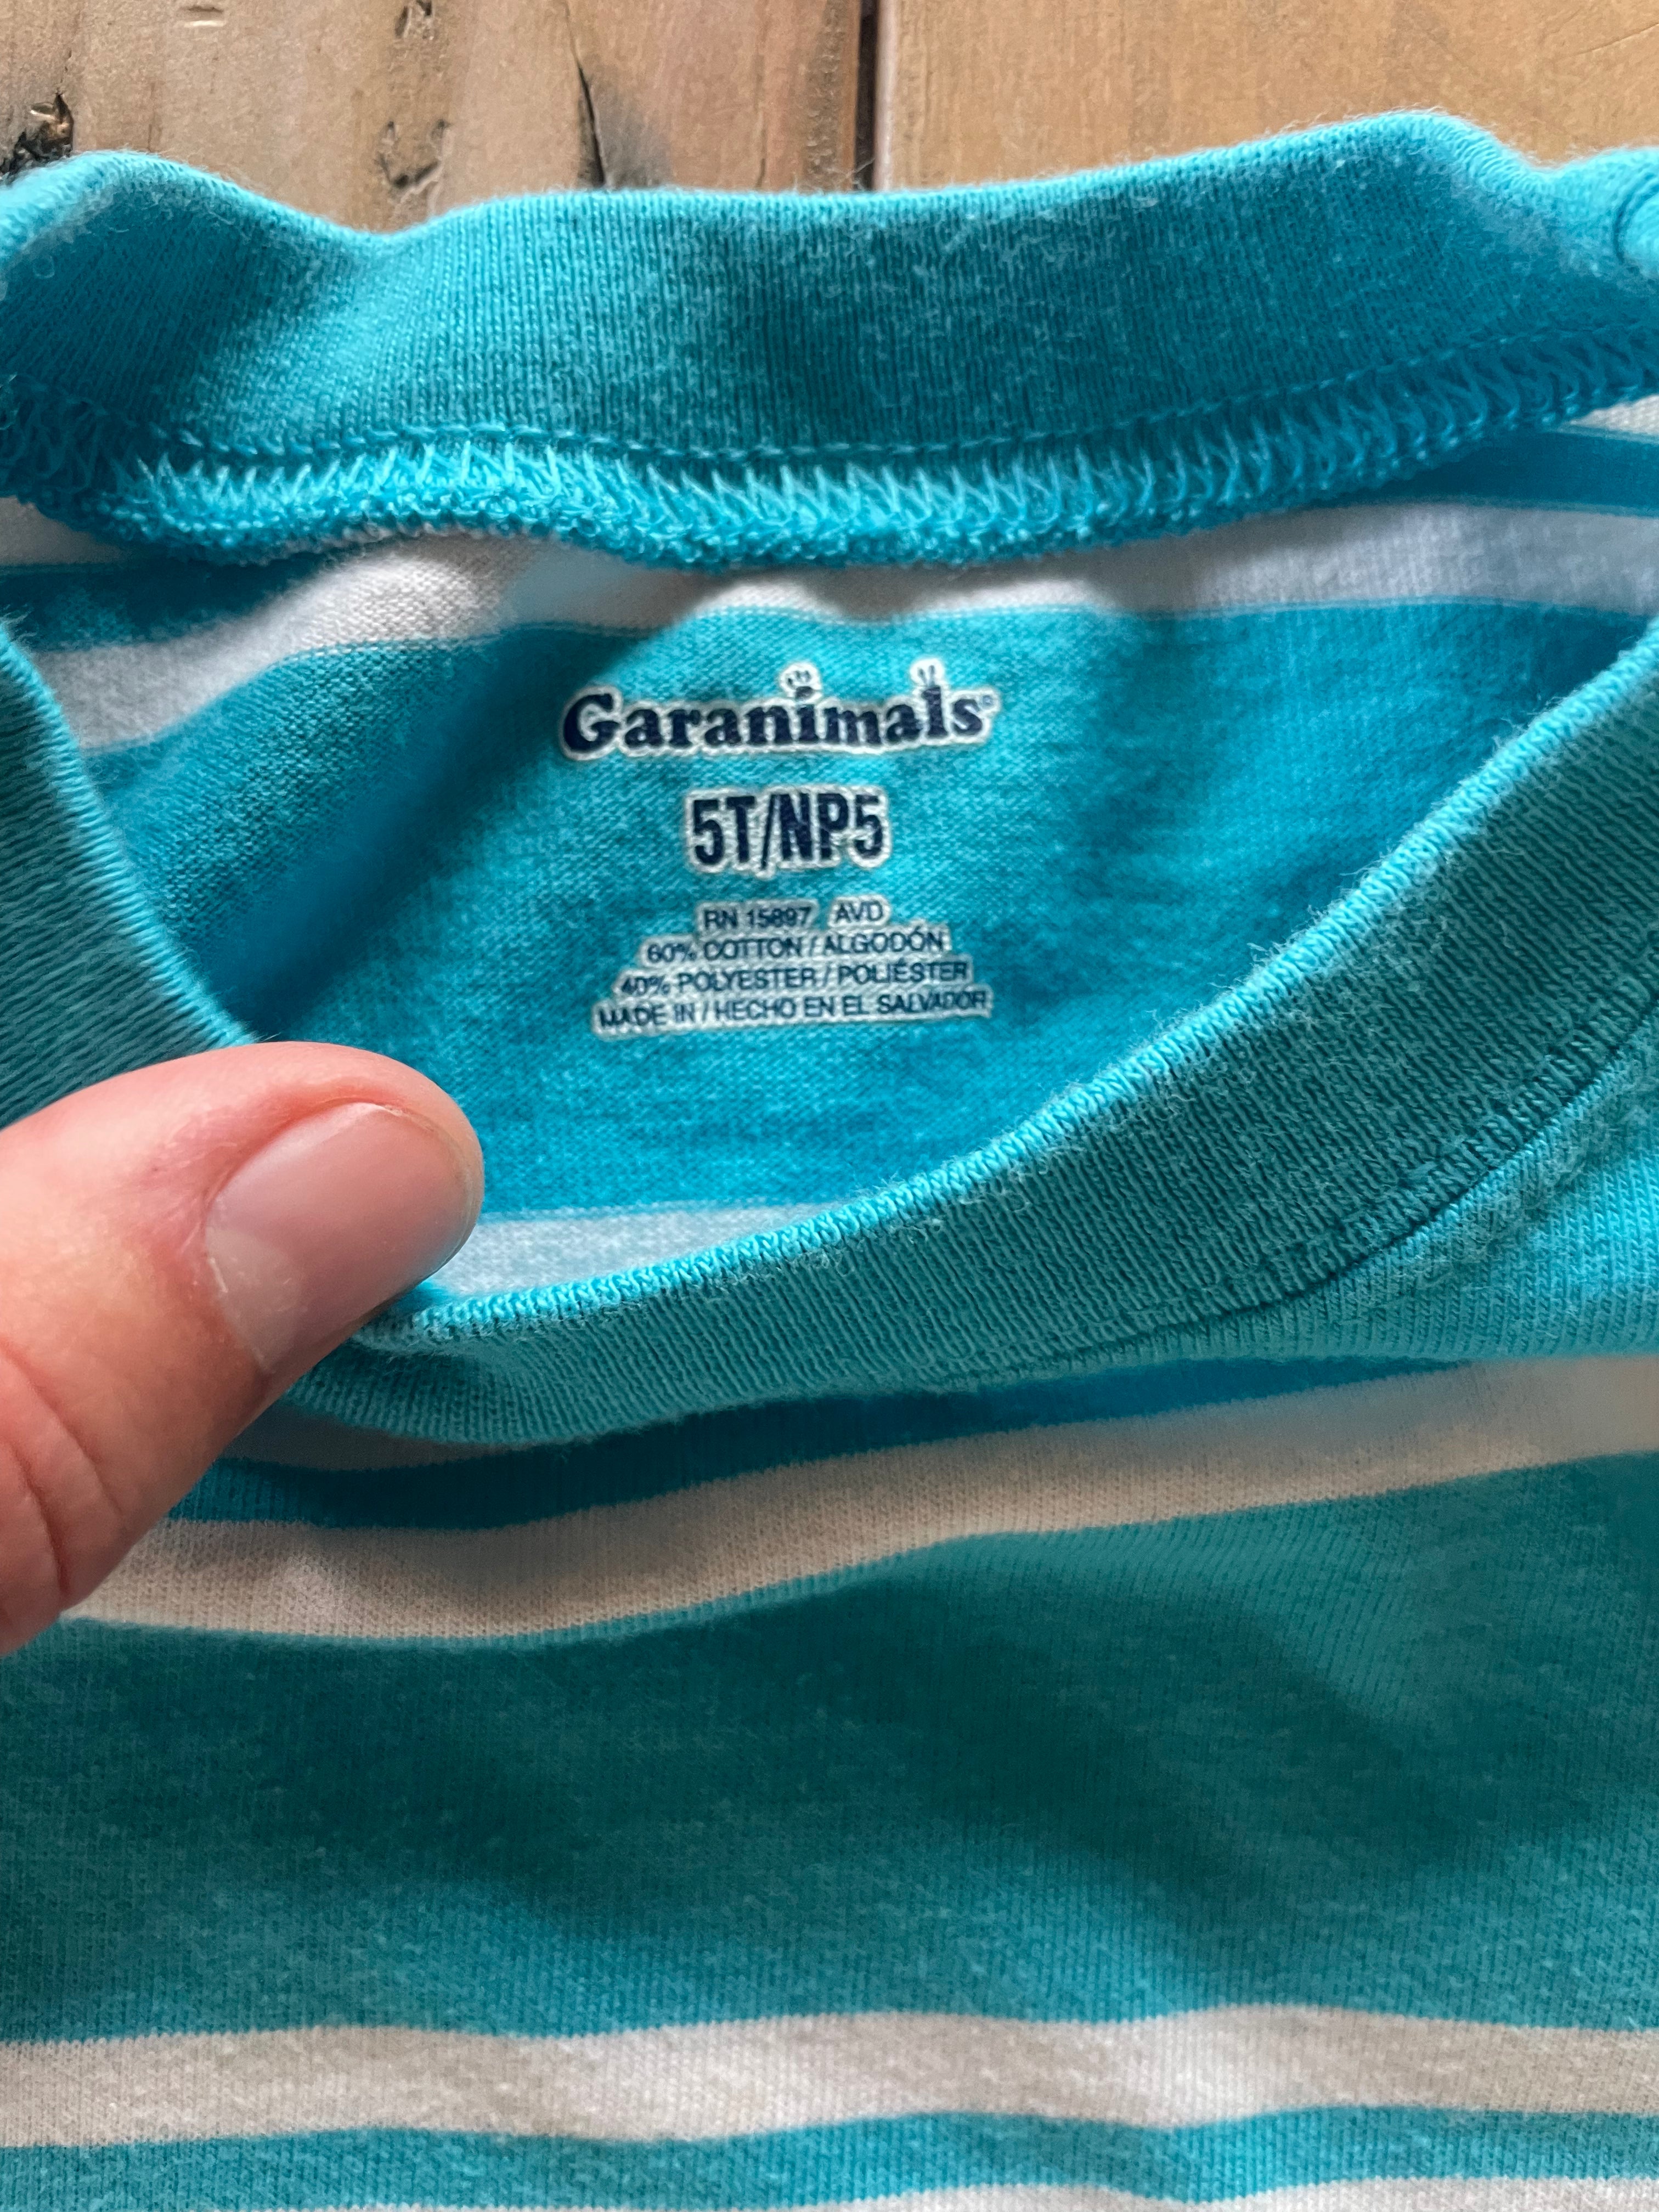 Garanimals®
5T/NP5
RN 15897 AVD
60% COTTON / ALGODÓN
40% POLYESTER / POLIÉSTER
MADE IN / HECHO EN EL SALVADOR